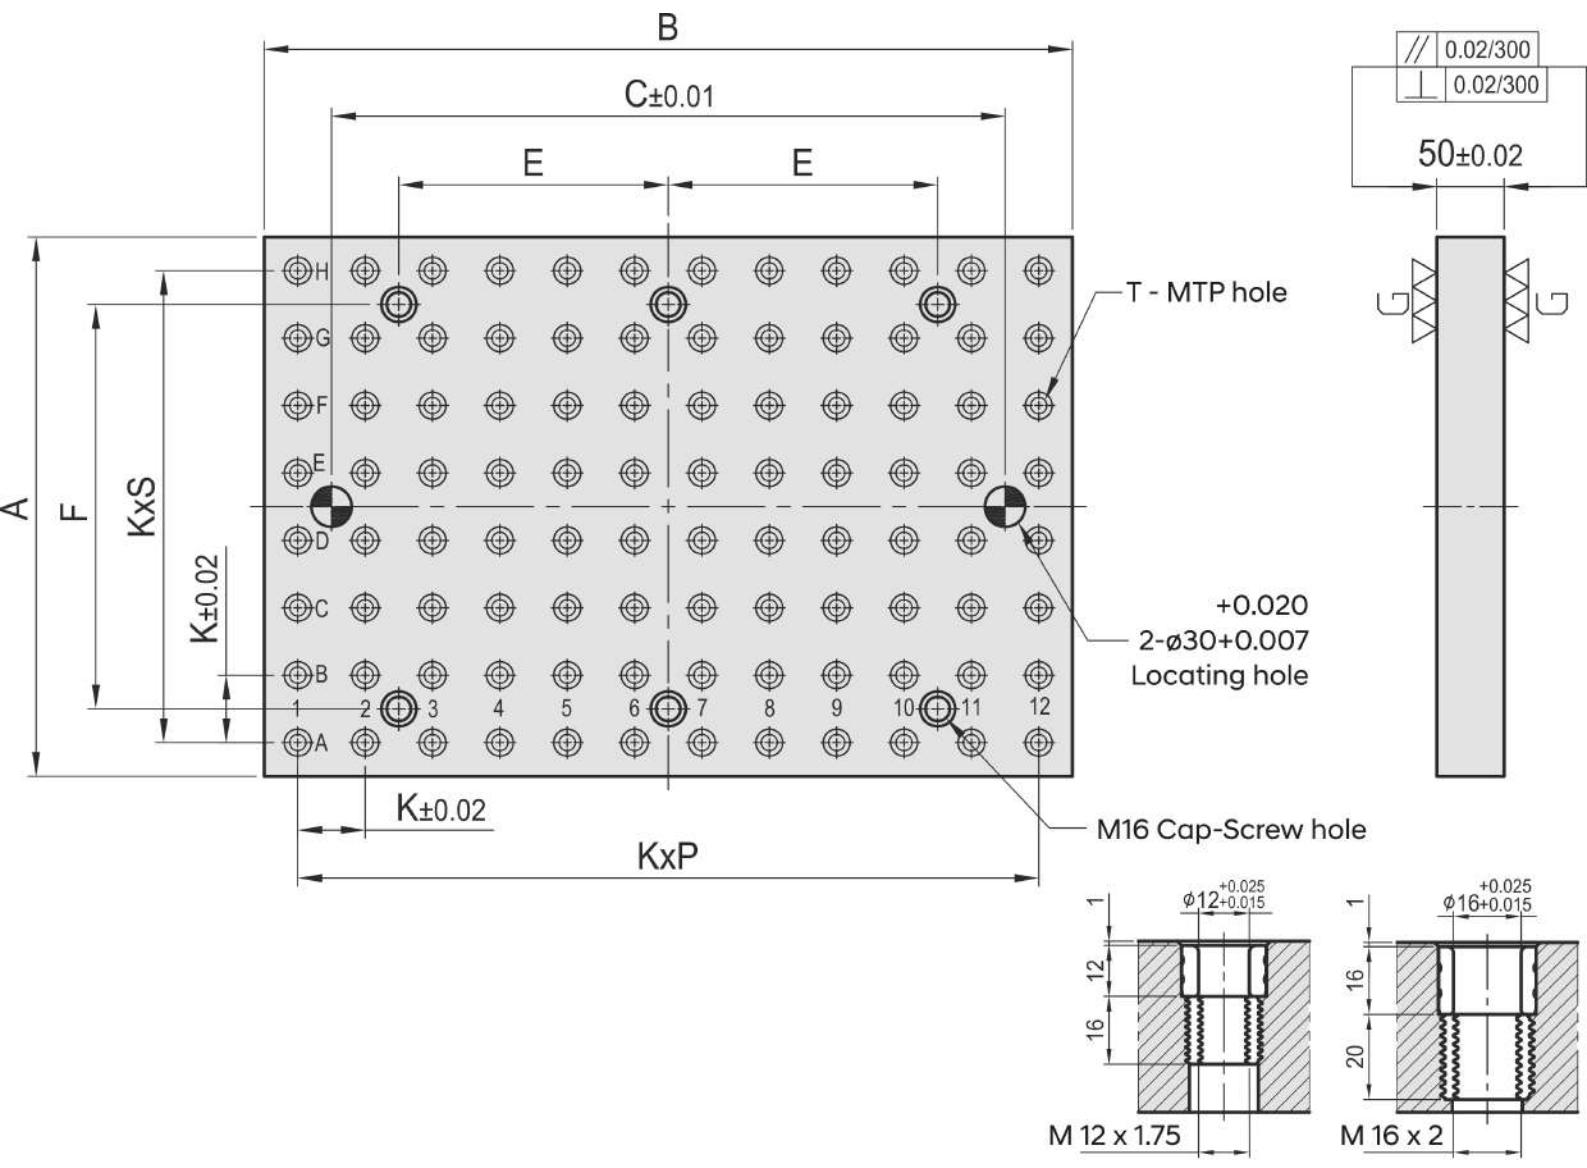 B
C±0.01
E E
// 0.02/300
⊥ 0.02/300
50±0.02
H
G
F
E
D
C
B
A
1 2 3 4 5 6 7 8 9 10 11 12
A
F
KxS
K±0.02
K±0.02
KxP
T - MTP hole
G G
+0.020
2-ø30+0.007
Locating hole
M16 Cap-Screw hole
1
ø12+0.025
+0.015
12
16
M 12 x 1.75
1
ø16+0.025
+0.015
16
20
M 16 x 2